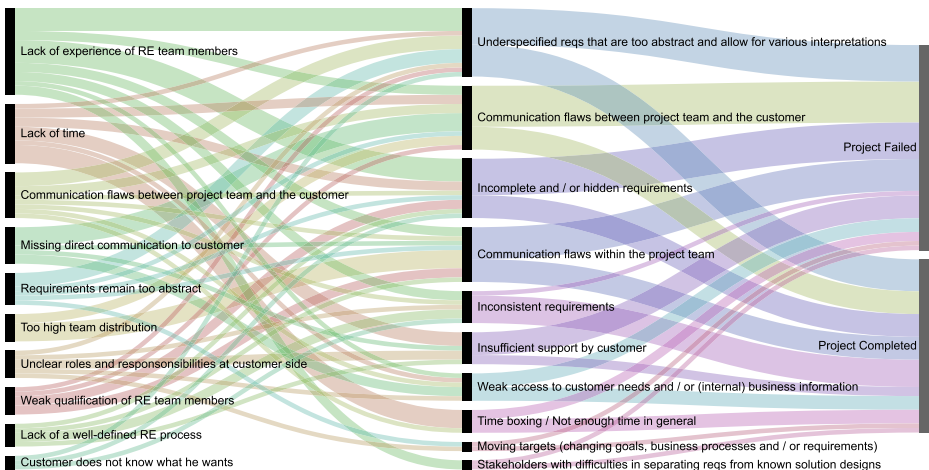 Lack of experience of RE team members
Lack of time
Communication flaws between project team and the customer
Missing direct communication to customer
Requirements remain too abstract
Too high team distribution
Unclear roles and responsonsibilities at customer side
Weak qualification of RE team members
Lack of a well-defined RE process
Customer does not know what he wants
Underspecified reqs that are too abstract and allow for various interpretations
Communication flaws between project team and the customer
Incomplete and / or hidden requirements
Communication flaws within the project team
Inconsistent requirements
Insufficient support by customer
Weak access to customer needs and / or (internal) business information
Time boxing / Not enough time in general
Moving targets (changing goals, business processes and / or requirements)
Stakeholders with difficulties in separating reqs from known solution designs
Project Failed
Project Completed